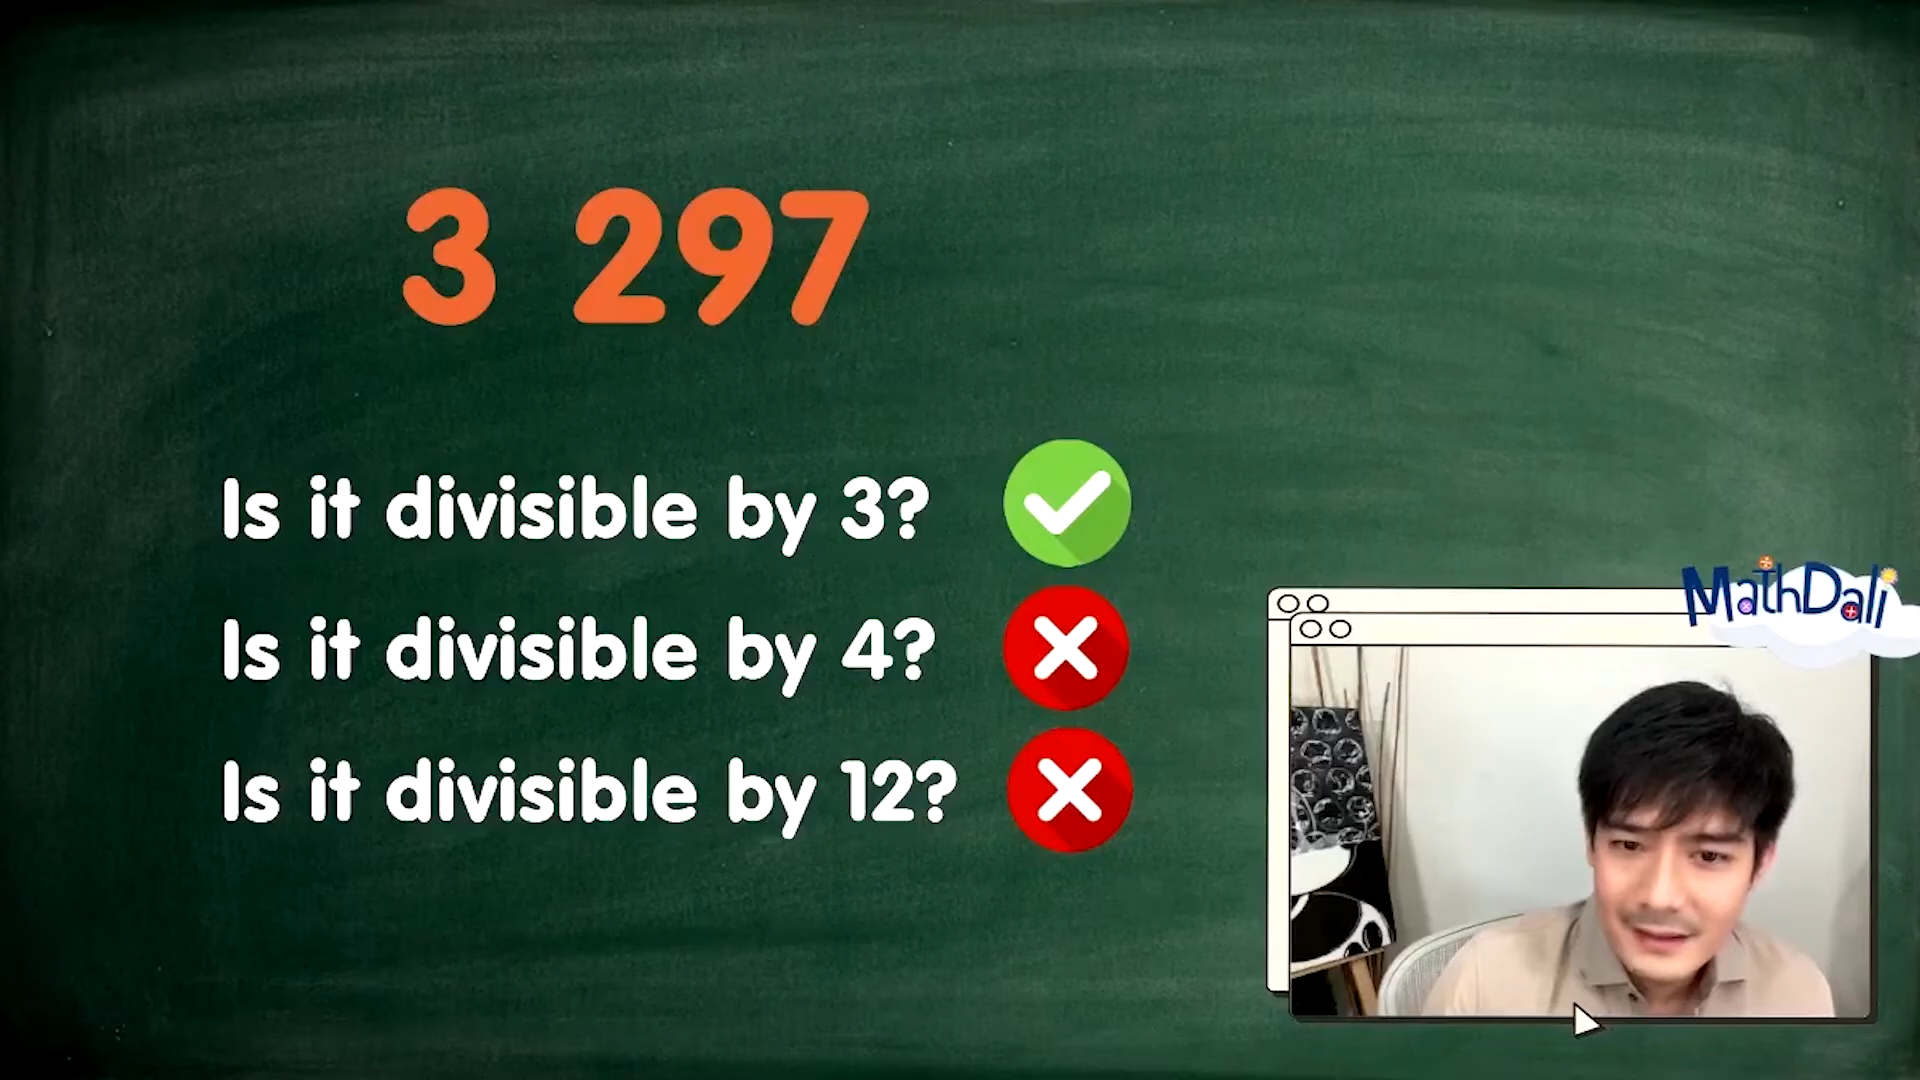 3 297
Is it divisible by 3?
Is it divisible by 4?
Is it divisible by 12?
MathDali